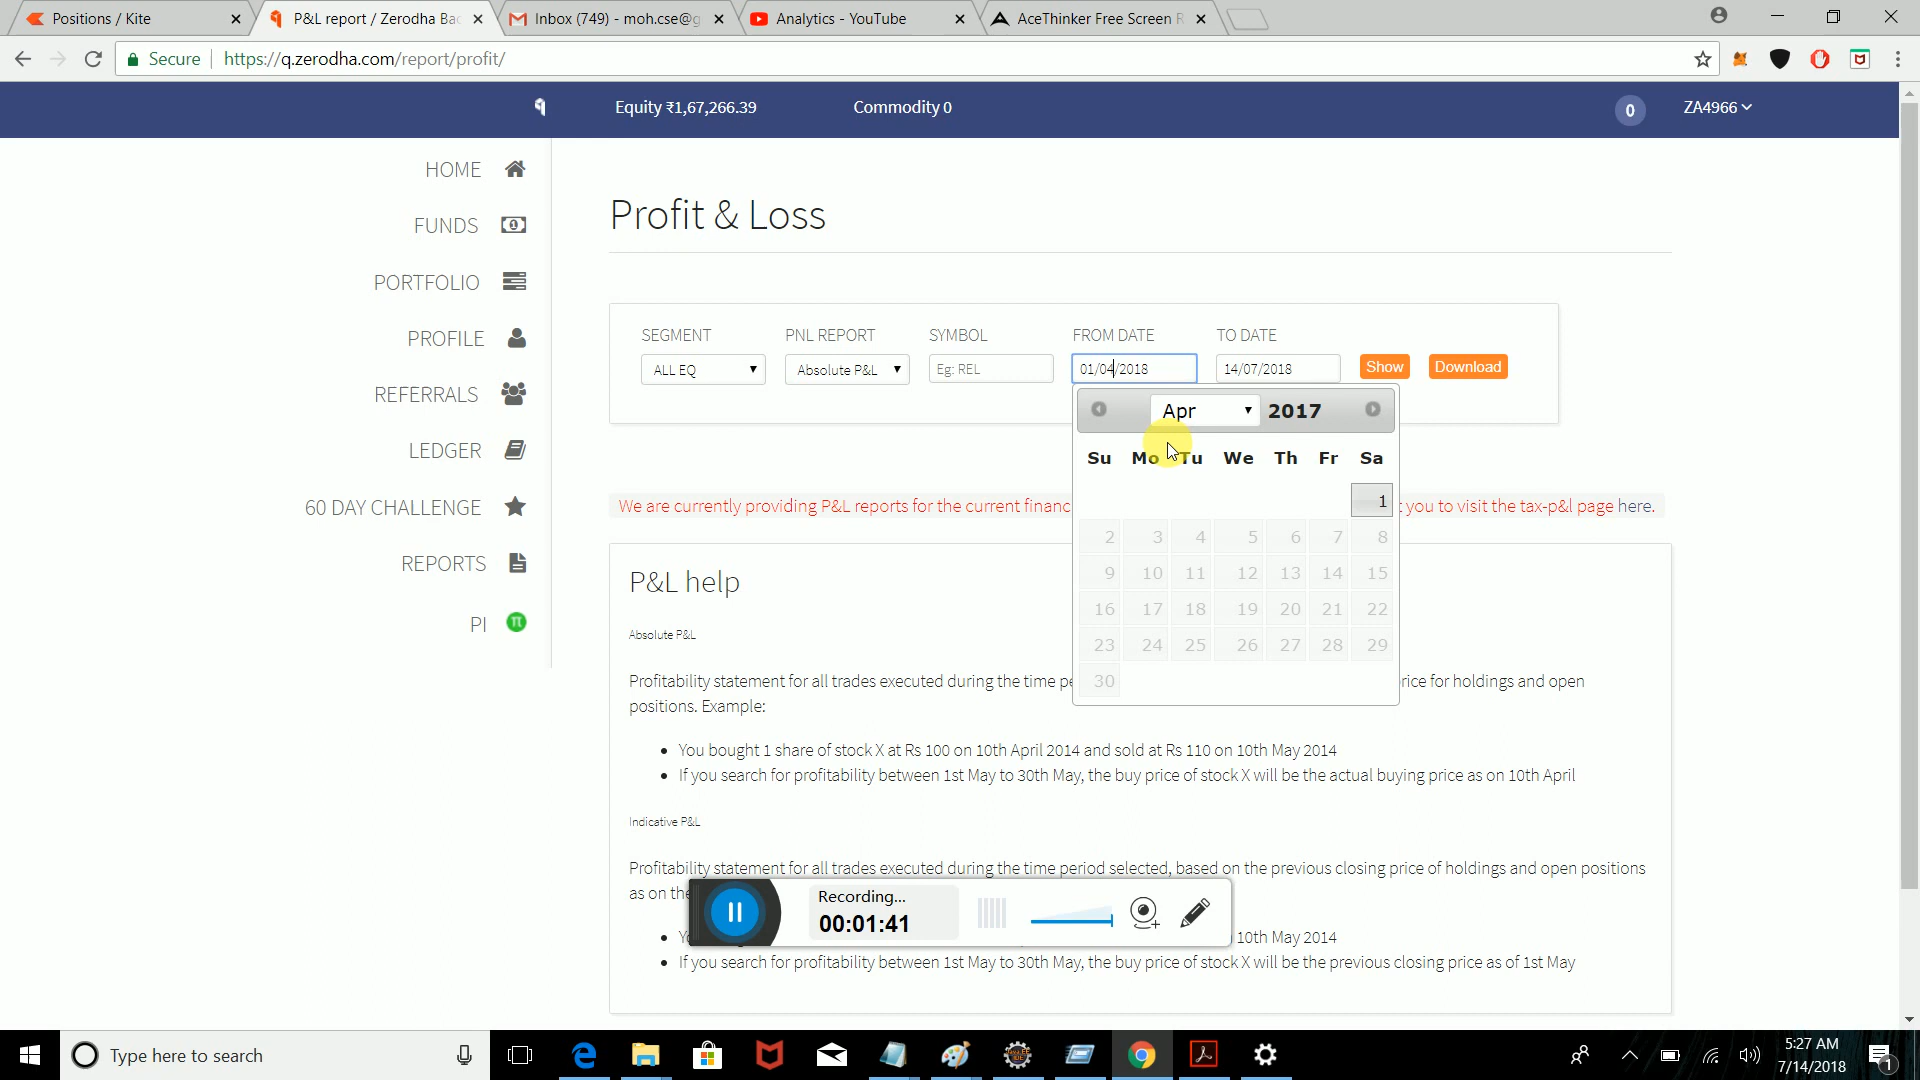 Positions / Kite
P&L report / Zerodha Bac
Inbox (749) - moh.cse@g
Analytics - YouTube
AceThinker Free Screen R
Secure
https://q.zerodha.com/report/profit/
Equity ₹1,67,266.39
Commodity 0
0
ZA4966
HOME
FUNDS
PORTFOLIO
PROFILE
REFERRALS
LEDGER
60 DAY CHALLENGE
REPORTS
PI
Profit & Loss
SEGMENT
PNL REPORT
SYMBOL
FROM DATE
TO DATE
ALL EQ
Absolute P&L
Eg: REL
01/04/2018
14/07/2018
Show
Download
Apr
2017
Su Mo Tu We Th Fr Sa
1
2 3 4 5 6 7 8
9 10 11 12 13 14 15
16 17 18 19 20 21 22
23 24 25 26 27 28 29
30
We are currently providing P&L reports for the current financ
you to visit the tax-p&l page here.
P&L help
Absolute P&L
Profitability statement for all trades executed during the time pe
rice for holdings and open
positions. Example:
You bought 1 share of stock X at Rs 100 on 10th April 2014 and sold at Rs 110 on 10th May 2014
If you search for profitability between 1st May to 30th May, the buy price of stock X will be the actual buying price as on 10th April
Indicative P&L
Profitability statement for all trades executed during the time period selected, based on the previous closing price of holdings and open positions
as on the
10th May 2014
If you search for profitability between 1st May to 30th May, the buy price of stock X will be the previous closing price as of 1st May
Recording...
00:01:41
Type here to search
5:27 AM
7/14/2018
1